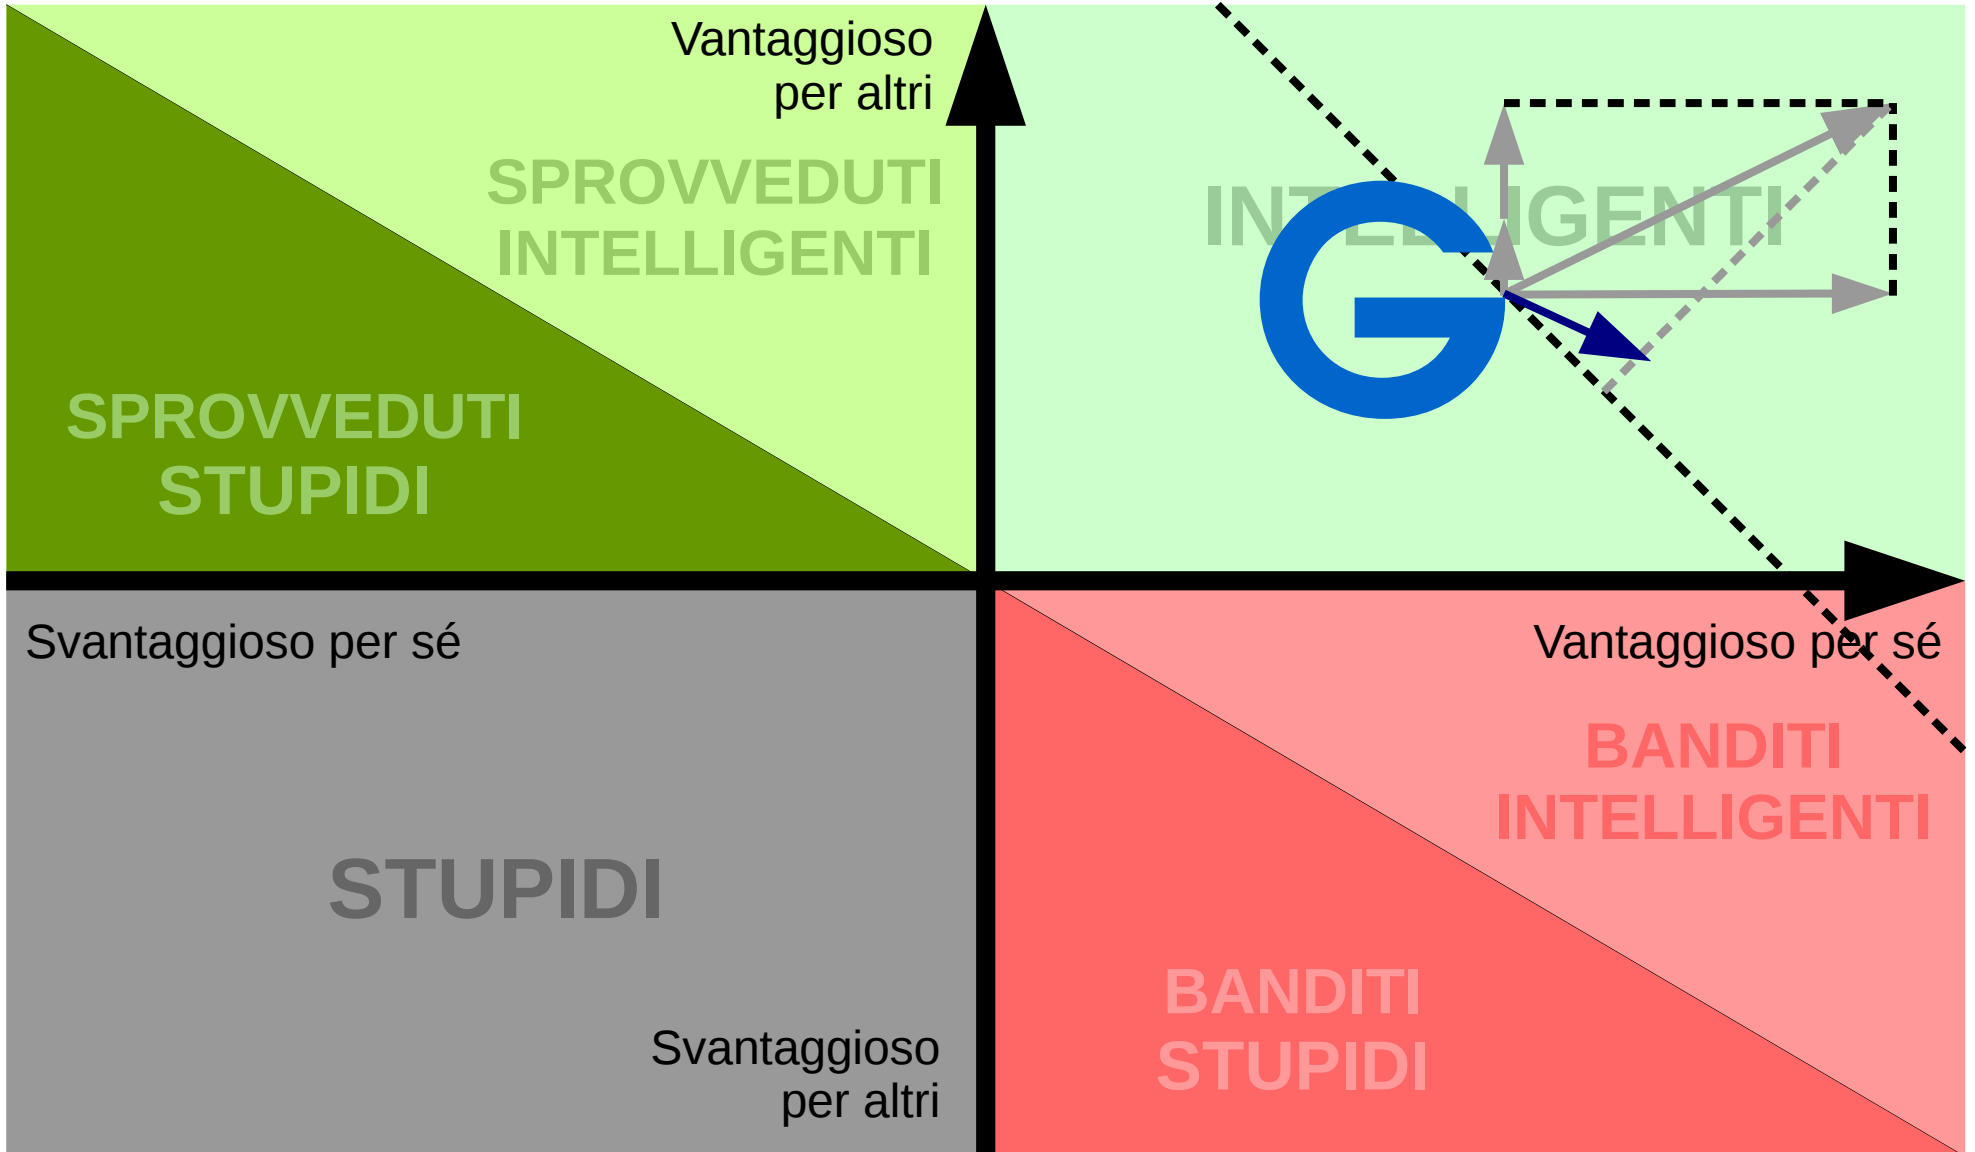 Vantaggioso
per altri
SPROVVEDUTI
INTELLIGENTI
INTELLIGENTI
G
SPROVVEDUTI
STUPIDI
Svantaggioso per sé
Vantaggioso per sé
BANDITI
INTELLIGENTI
STUPIDI
BANDITI
STUPIDI
Svantaggioso
per altri